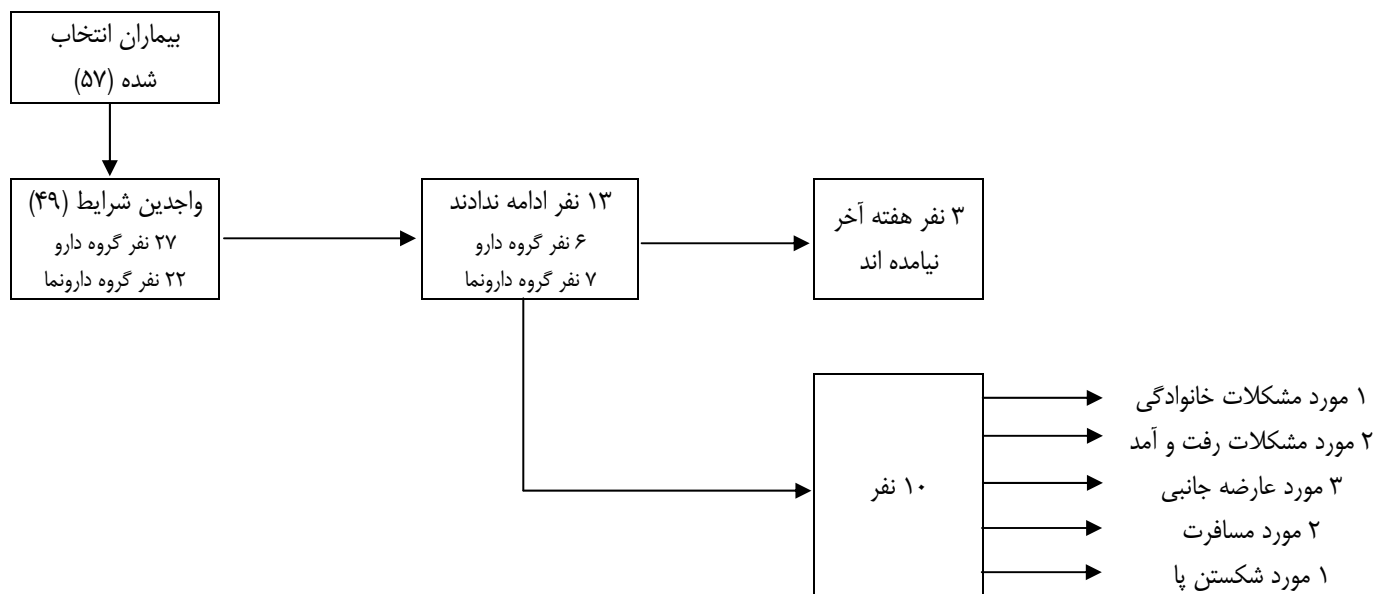 بیماران انتخاب
شده (۵۷)
واجدین شرایط (۴۹)
۲۷ نفر گروه دارو
۲۲ نفر گروه دارونما
۱۳ نفر ادامه ندادند
۶ نفر گروه دارو
۷ نفر گروه دارونما
۳ نفر هفته آخر
نیامده اند
۱۰ نفر
۱ مورد مشکلات خانوادگی
۲ مورد مشکلات رفت و آمد
۳ مورد عارضه جانبی
۲ مورد مسافرت
۱ مورد شکستن پا